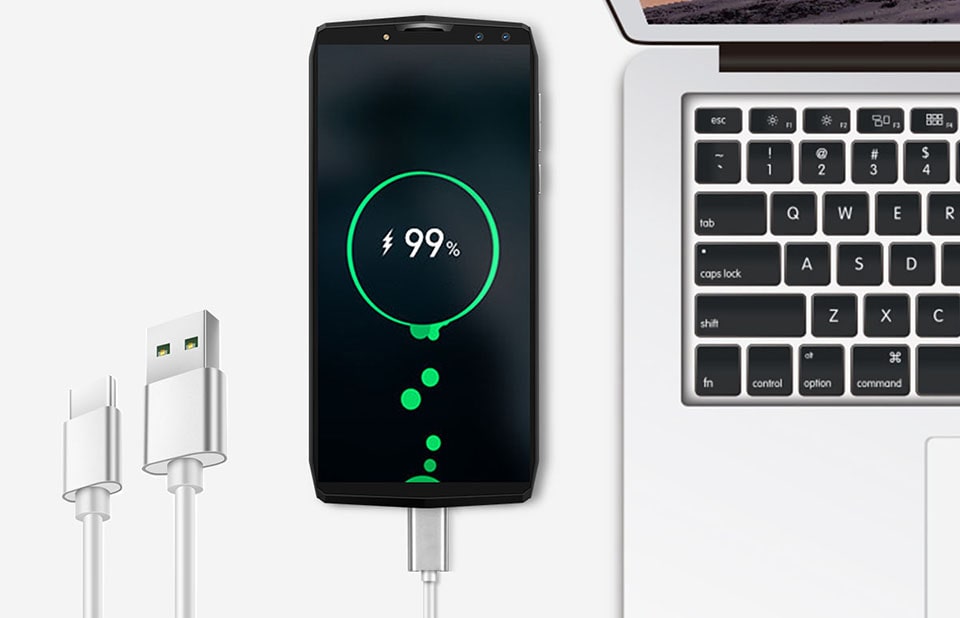 99%
esc F1 F2 F3 F4
~ ! @ # $
` 1 2 3 4
tab Q W E R
caps lock A S D
shift Z X C
alt ⌘
fn control option command